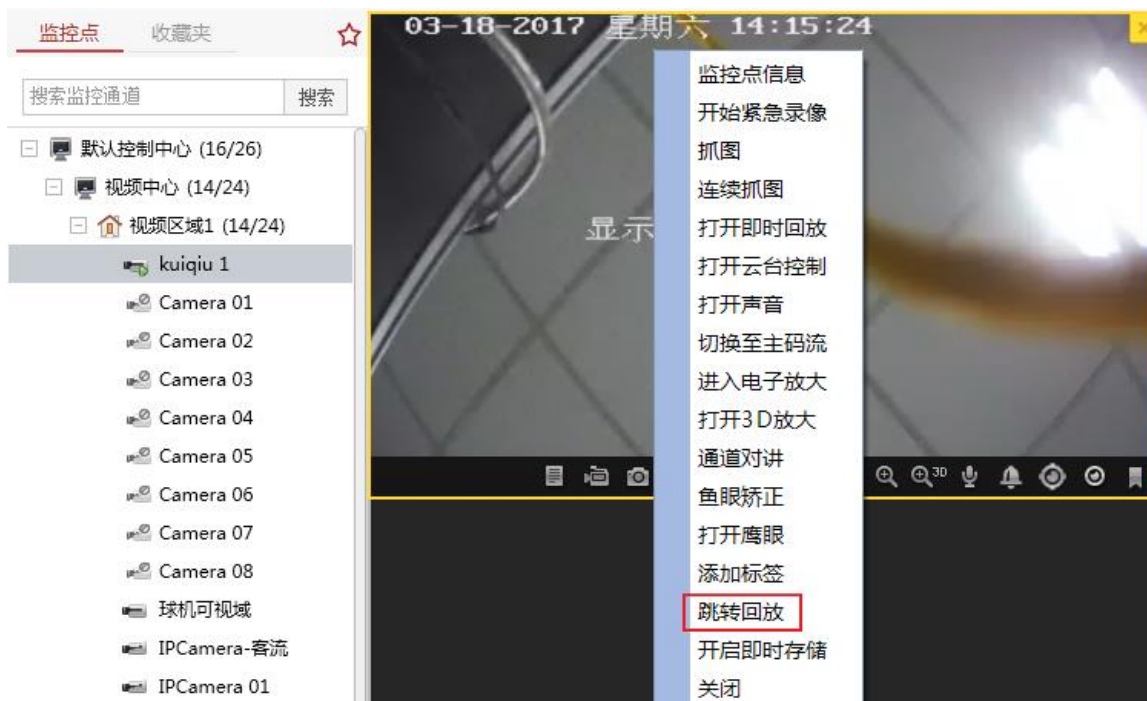 监控点 收藏夹
搜索监控通道 搜索
默认控制中心 (16/26)
视频中心 (14/24)
视频区域1 (14/24)
kuiqiu 1
Camera 01
Camera 02
Camera 03
Camera 04
Camera 05
Camera 06
Camera 07
Camera 08
球机可视域
IPCamera-客流
IPCamera 01
03-18-2017 星期六 14:15:24
显示
监控点信息
开始紧急录像
抓图
连续抓图
打开即时回放
打开云台控制
打开声音
切换至主码流
进入电子放大
打开3D放大
通道对讲
鱼眼矫正
打开鹰眼
添加标签
跳转回放
开启即时存储
关闭
3D